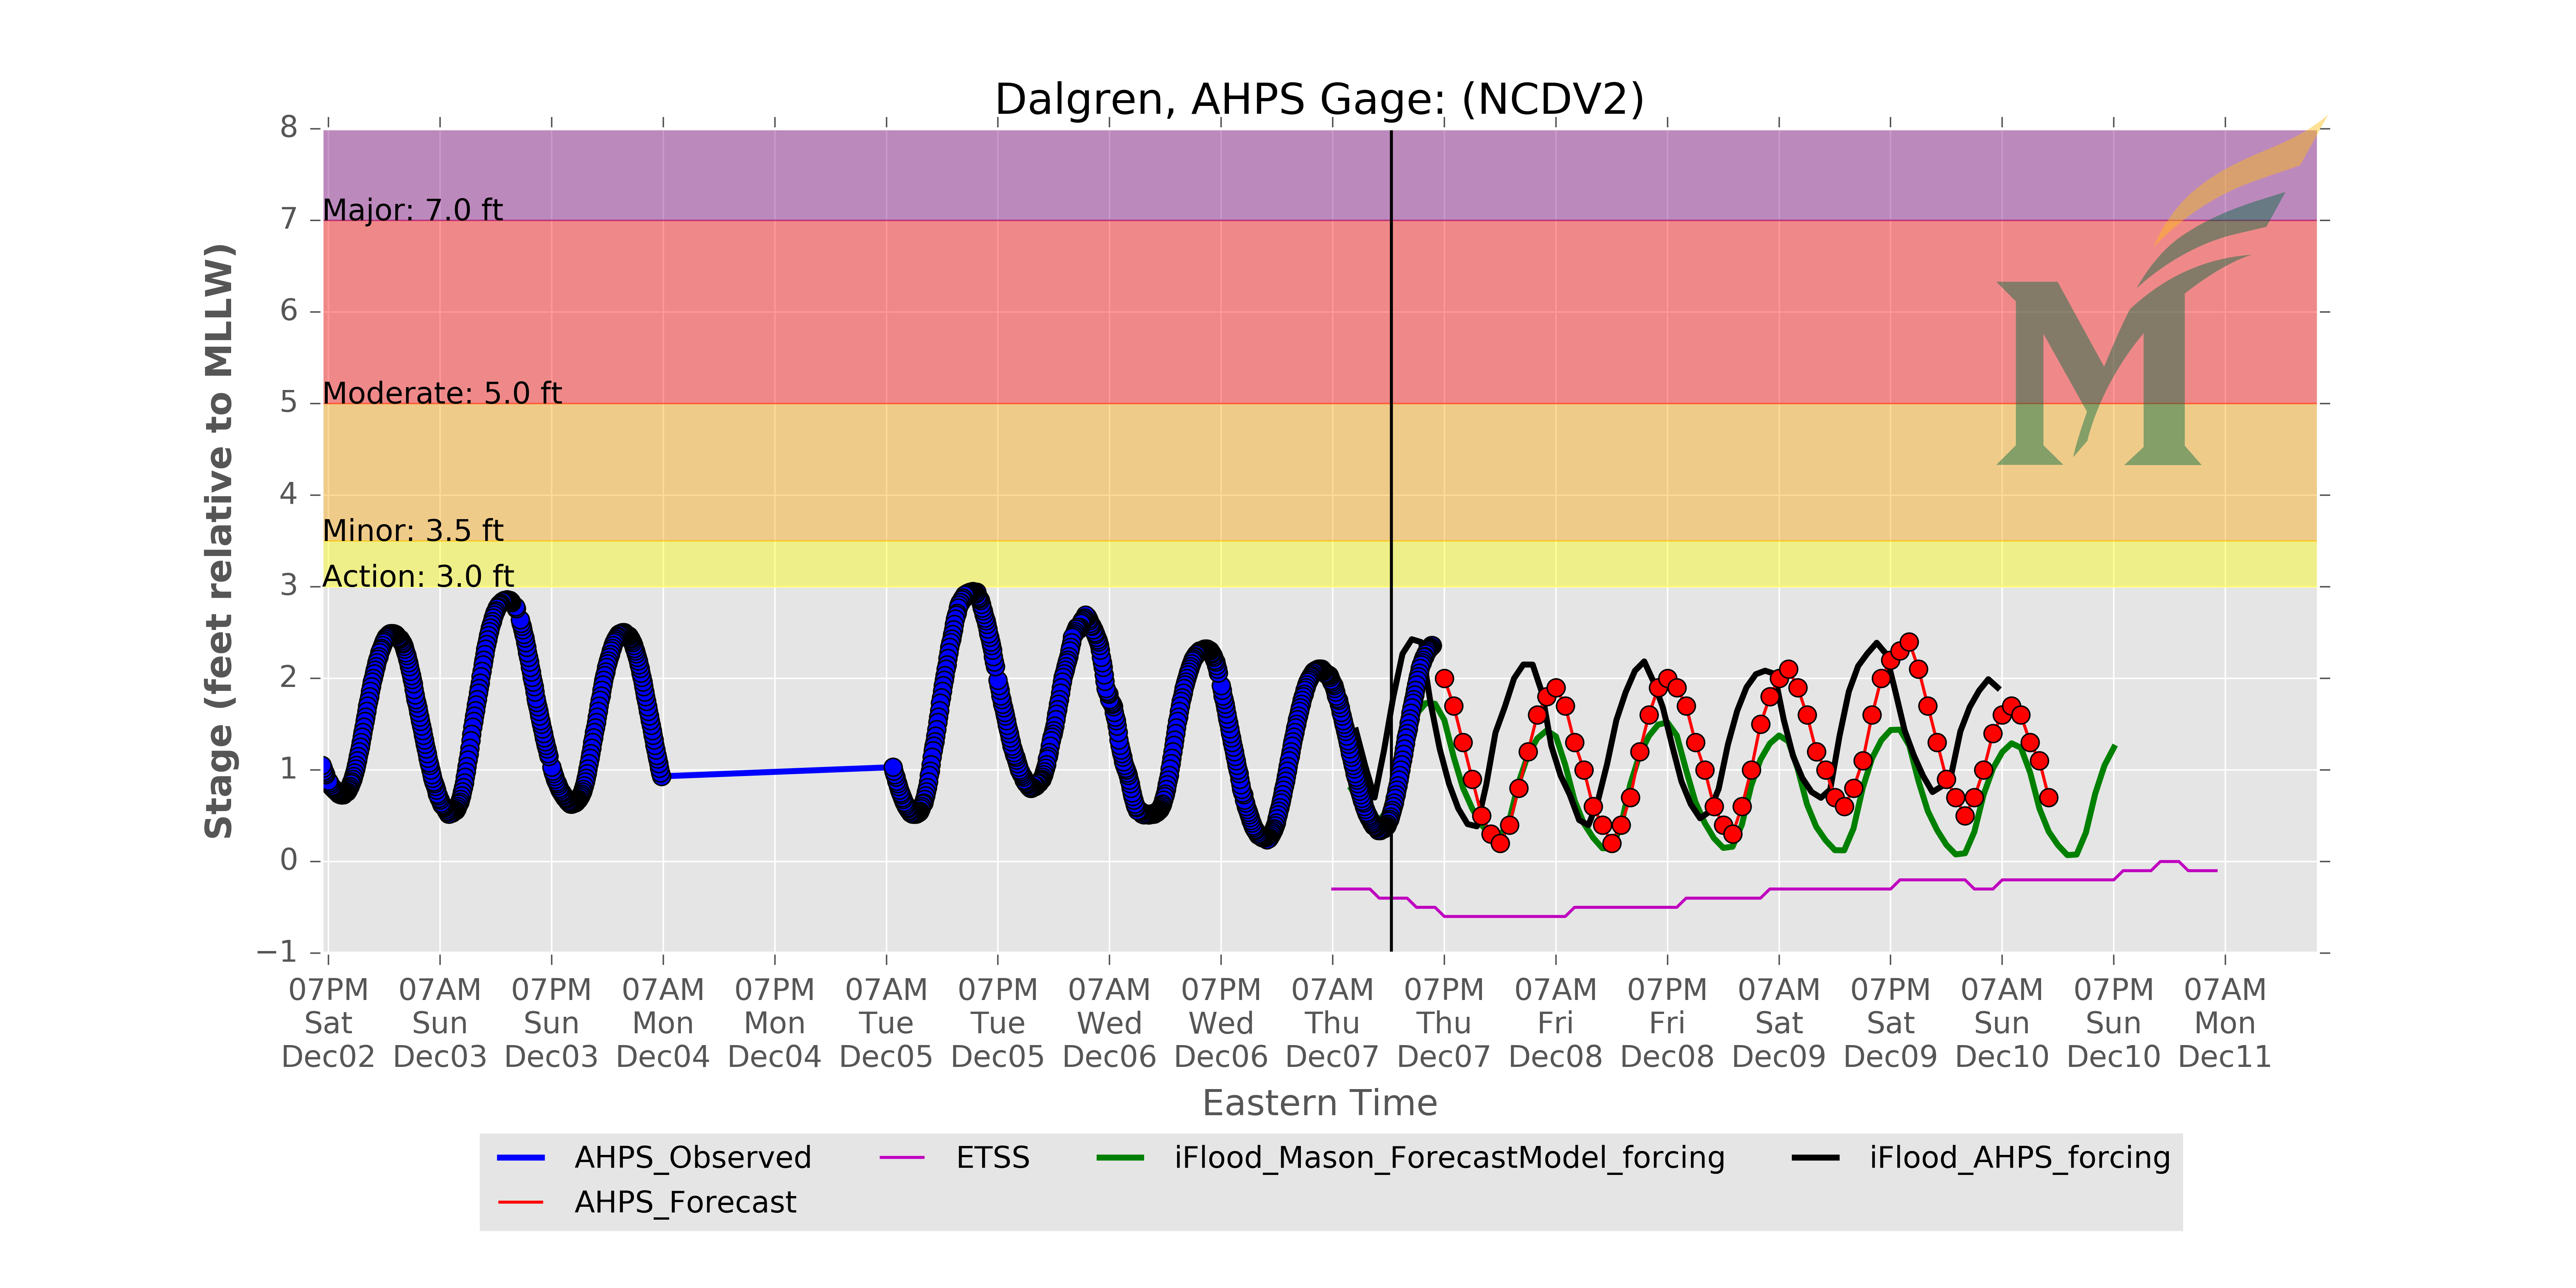 Dalgren, AHPS Gage: (NCDV2)
Stage (feet relative to MLLW)
8
7
6
5
4
3
2
1
0
−1
Major: 7.0 ft
Moderate: 5.0 ft
Minor: 3.5 ft
Action: 3.0 ft
M
07PM 07AM 07PM 07AM 07PM 07AM 07PM 07AM 07PM 07AM 07PM 07AM 07PM 07AM 07PM 07AM 07PM 07AM
Sat Sun Sun Mon Mon Tue Tue Wed Wed Thu Thu Fri Fri Sat Sat Sun Sun Mon
Dec02 Dec03 Dec03 Dec04 Dec04 Dec05 Dec05 Dec06 Dec06 Dec07 Dec07 Dec08 Dec08 Dec09 Dec09 Dec10 Dec10 Dec11
Eastern Time
AHPS_Observed ETSS iFlood_Mason_ForecastModel_forcing iFlood_AHPS_forcing
AHPS_Forecast